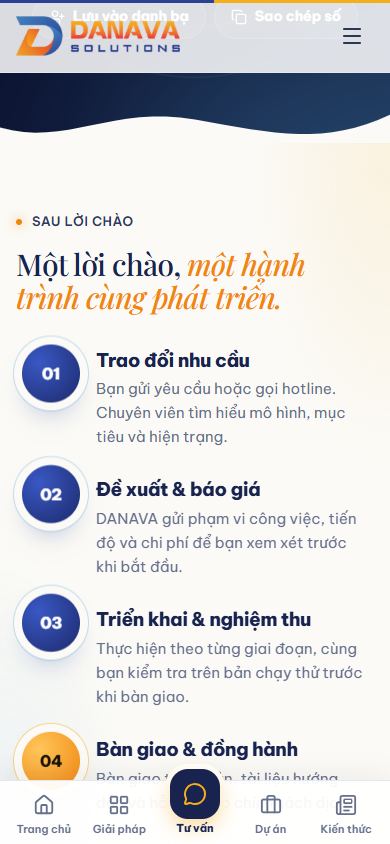 Lưu vào danh bạ
Sao chép số
DANAVA
SOLUTIONS
SAU LỜI CHÀO
Một lời chào, một hành
trình cùng phát triển.
01
Trao đổi nhu cầu
Bạn gửi yêu cầu hoặc gọi hotline.
Chuyên viên tìm hiểu mô hình, mục
tiêu và hiện trạng.
02
Đề xuất & báo giá
DANAVA gửi phạm vi công việc, tiến
độ và chi phí để bạn xem xét trước
khi bắt đầu.
03
Triển khai & nghiệm thu
Thực hiện theo từng giai đoạn, cùng
bạn kiểm tra trên bản chạy thử trước
khi bàn giao.
04
Bàn giao & đồng hành
Bàn giao tài liệu hướng
Trang chủ
Giải pháp
Tư vấn
Dự án
Kiến thức